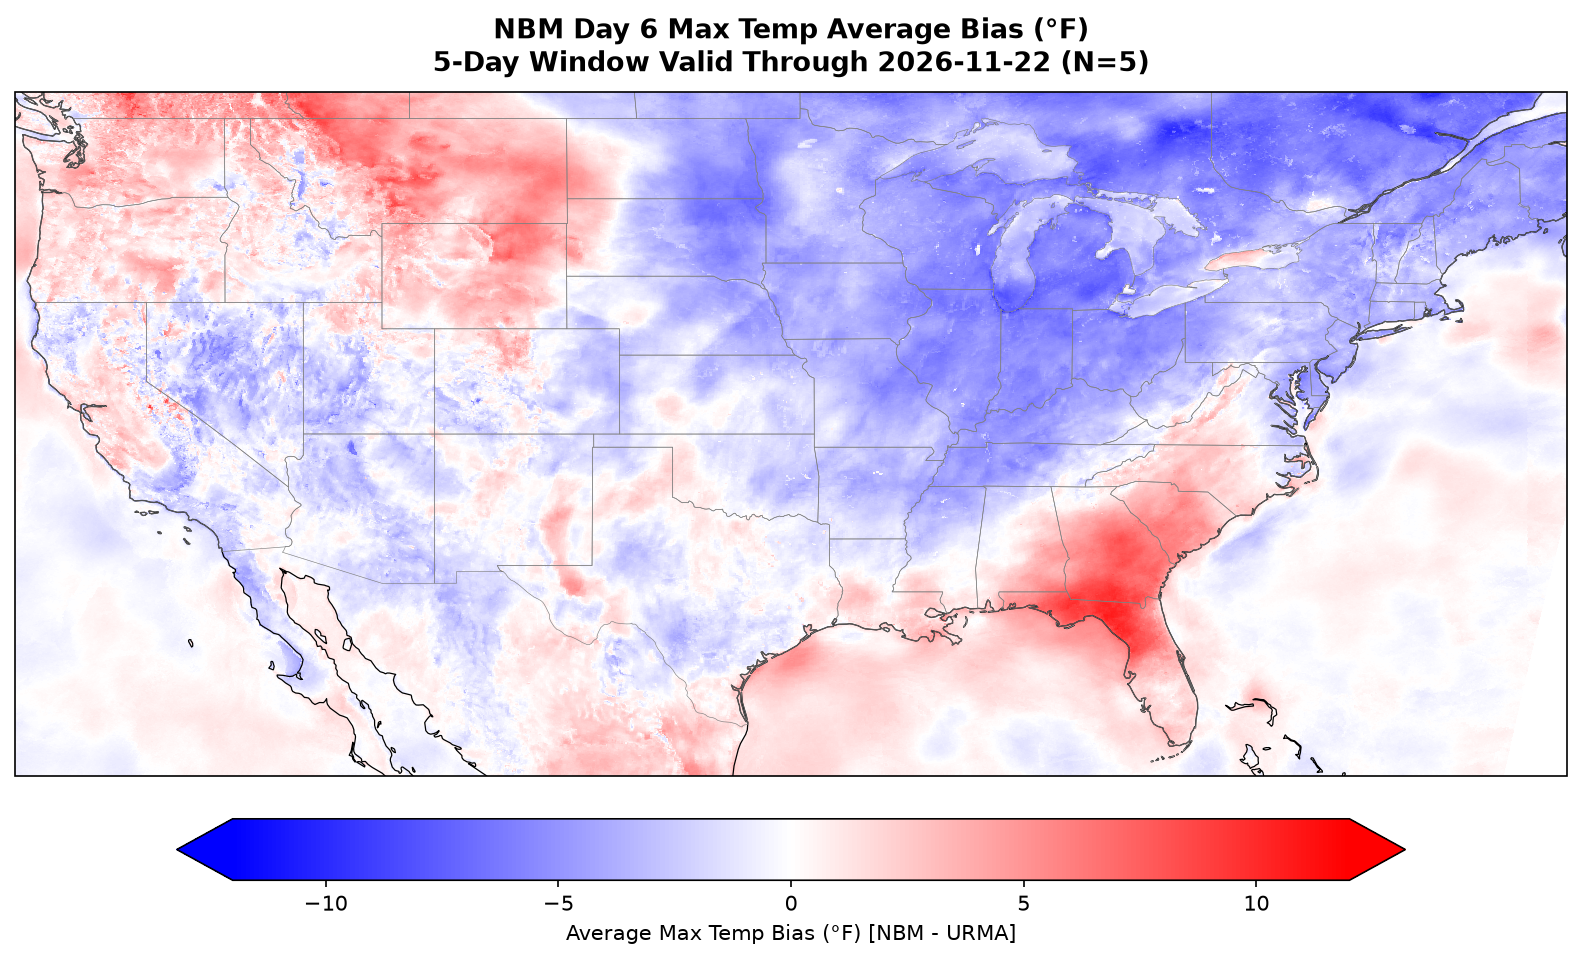 NBM Day 6 Max Temp Average Bias (°F)
5-Day Window Valid Through 2026-11-22 (N=5)
−10
−5
0
5
10
Average Max Temp Bias (°F) [NBM - URMA]